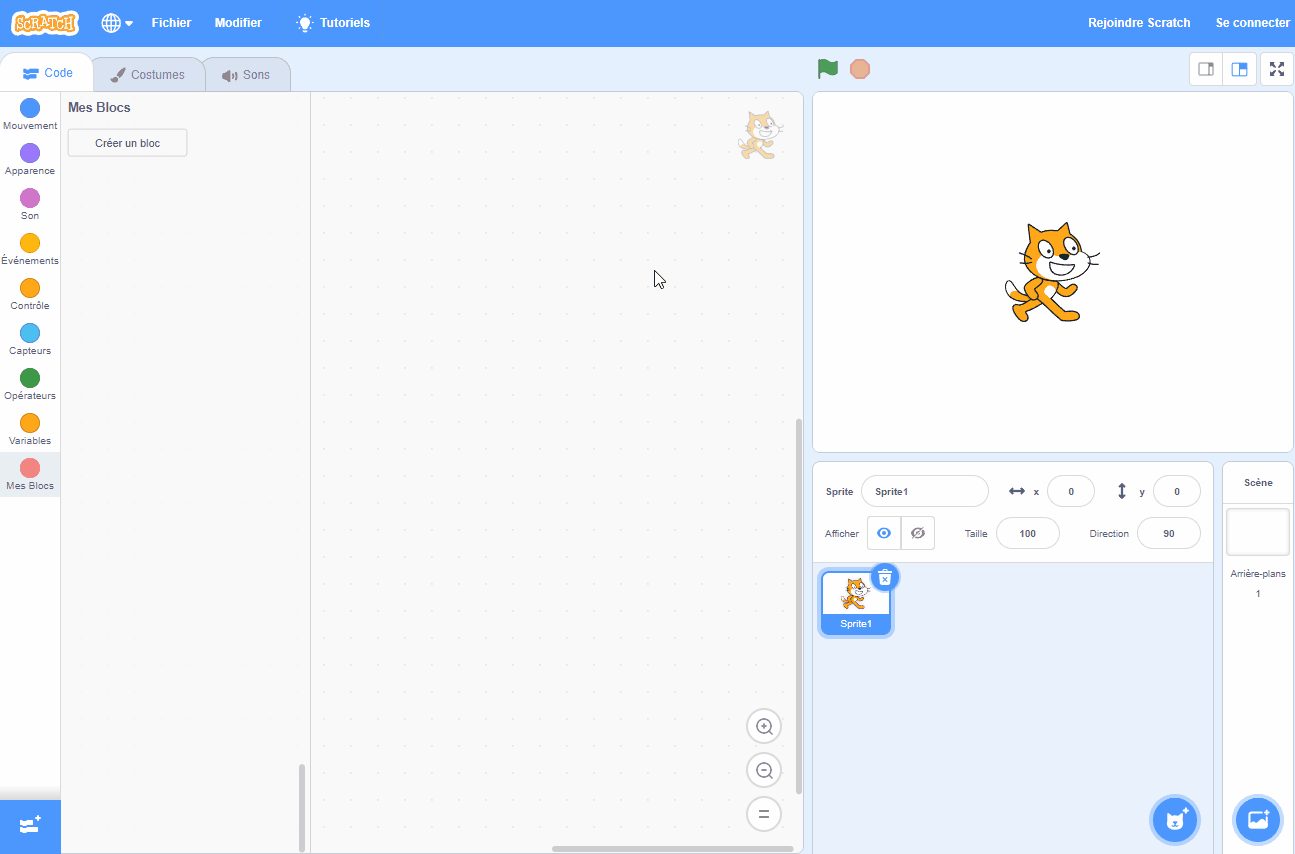 SCRATCH
Fichier
Modifier
Tutoriels
Rejoindre Scratch
Se connecter
Code
Costumes
Sons
Mouvement
Apparence
Son
Événements
Contrôle
Capteurs
Opérateurs
Variables
Mes Blocs
Mes Blocs
Créer un bloc
Sprite
Sprite1
x
0
y
0
Afficher
Taille
100
Direction
90
Sprite1
Scène
Arrière-plans
1